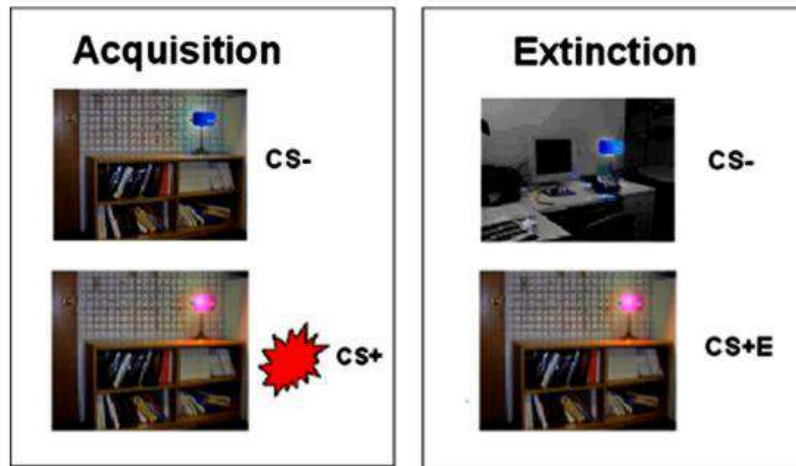 Acquisition
CS-
CS+
Extinction
CS-
CS+E